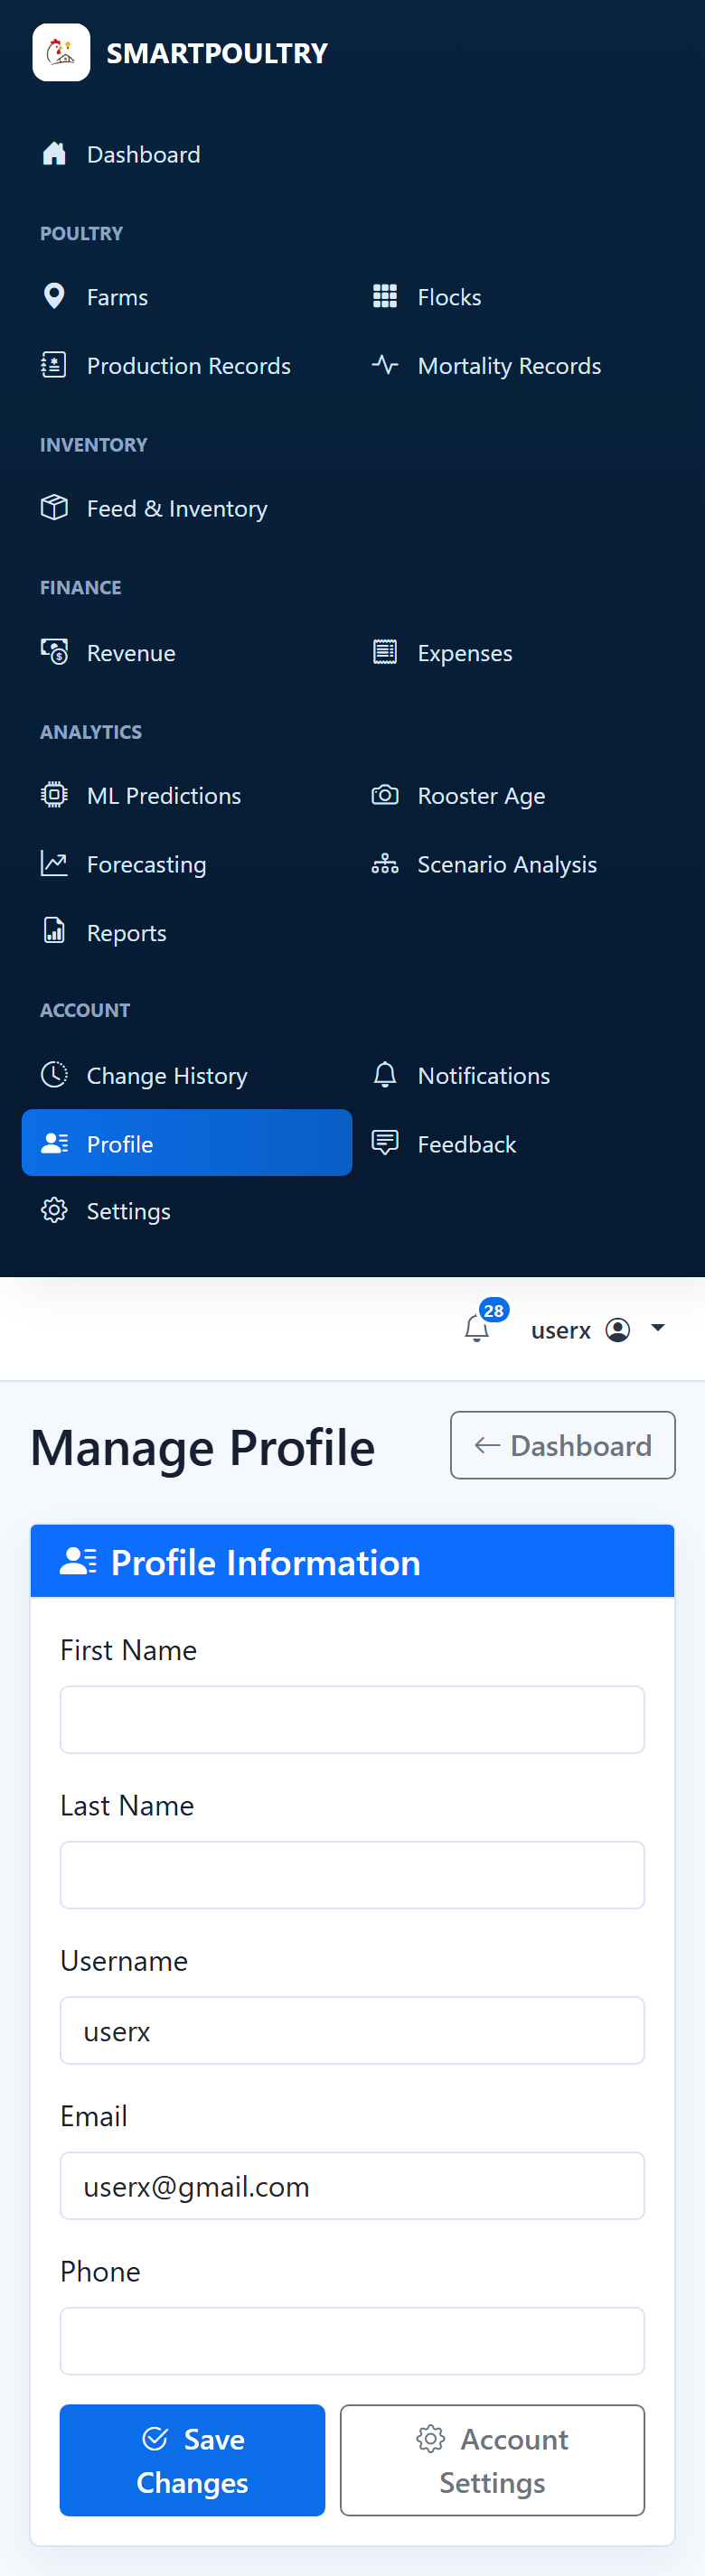 SMARTPOULTRY
Dashboard
POULTRY
Farms
Flocks
Production Records
Mortality Records
INVENTORY
Feed & Inventory
FINANCE
Revenue
Expenses
ANALYTICS
ML Predictions
Rooster Age
Forecasting
Scenario Analysis
Reports
ACCOUNT
Change History
Notifications
Profile
Feedback
Settings
28
userx
Manage Profile
← Dashboard
Profile Information
First Name
Last Name
Username
userx
Email
userx@gmail.com
Phone
Save
Changes
Account
Settings